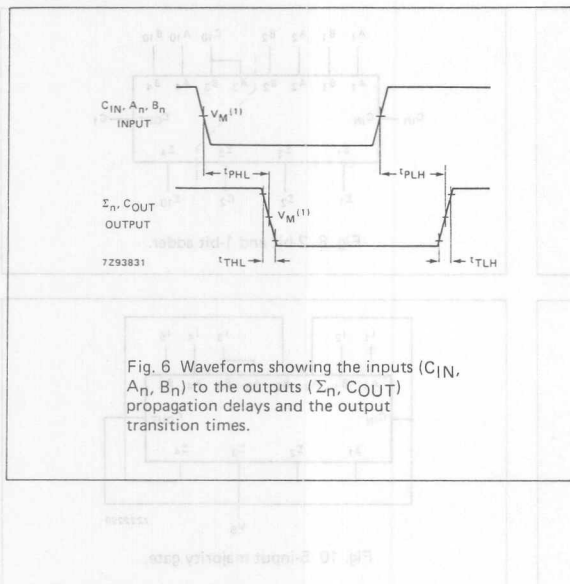 C_IN, A_n, B_n
INPUT
V_M(1)
t_PHL
t_PLH
Σ_n, C_OUT
OUTPUT
V_M(1)
7Z93831
t_THL
t_TLH
Fig. 6 Waveforms showing the inputs (C_IN,
A_n, B_n) to the outputs (Σ_n, C_OUT)
propagation delays and the output
transition times.